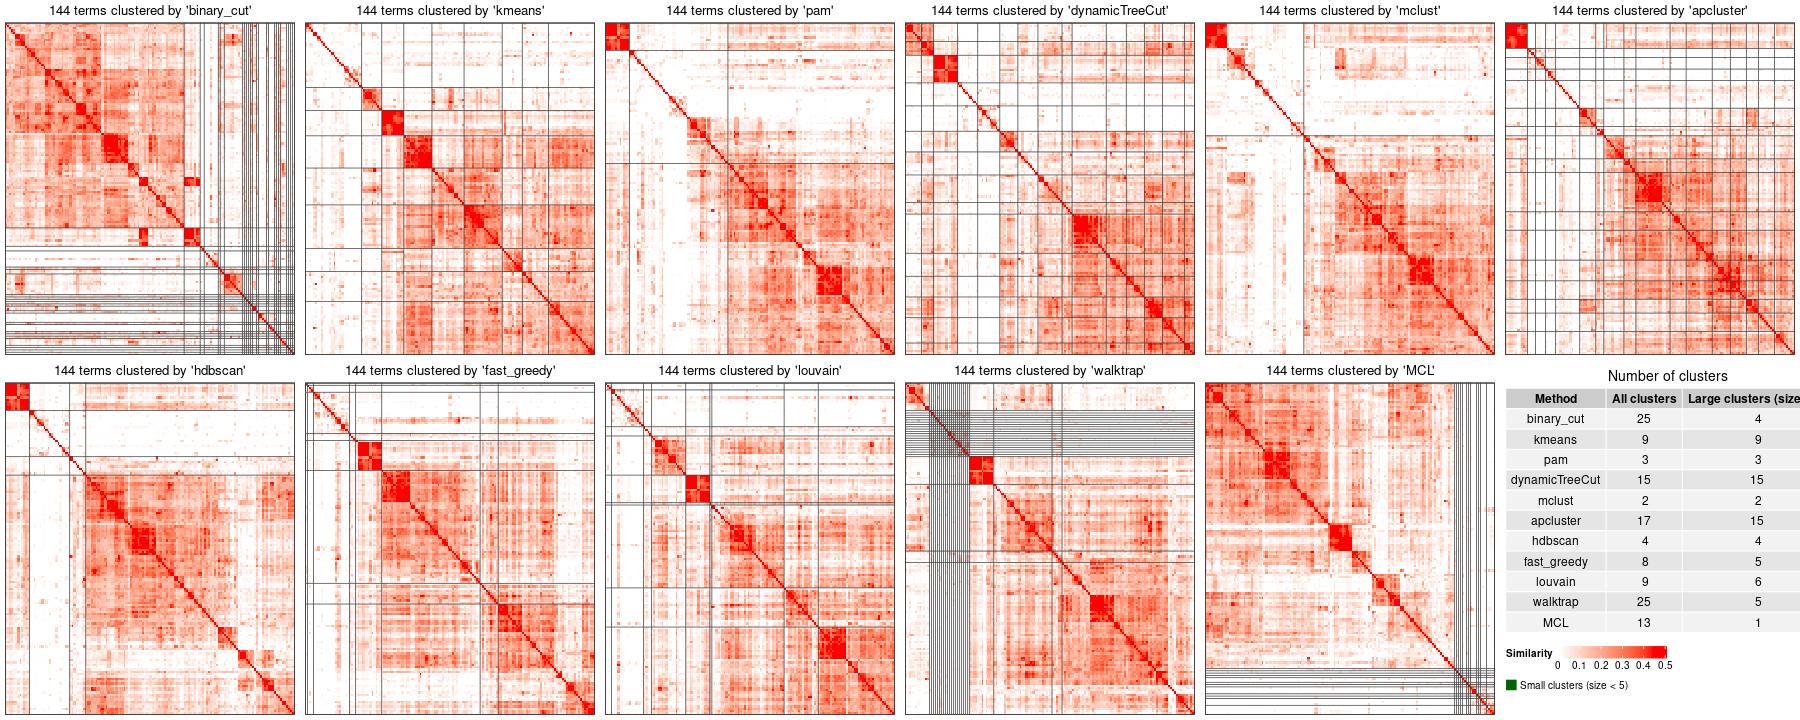 144 terms clustered by 'binary_cut'
144 terms clustered by 'kmeans'
144 terms clustered by 'pam'
144 terms clustered by 'dynamicTreeCut'
144 terms clustered by 'mclust'
144 terms clustered by 'apcluster'
144 terms clustered by 'hdbscan'
144 terms clustered by 'fast_greedy'
144 terms clustered by 'louvain'
144 terms clustered by 'walktrap'
144 terms clustered by 'MCL'
Number of clusters
Method All clusters Large clusters (size
binary_cut 25 4
kmeans 9 9
pam 3 3
dynamicTreeCut 15 15
mclust 2 2
apcluster 17 15
hdbscan 4 4
fast_greedy 8 5
louvain 9 6
walktrap 25 5
MCL 13 1
Similarity
0 0.1 0.2 0.3 0.4 0.5
Small clusters (size < 5)